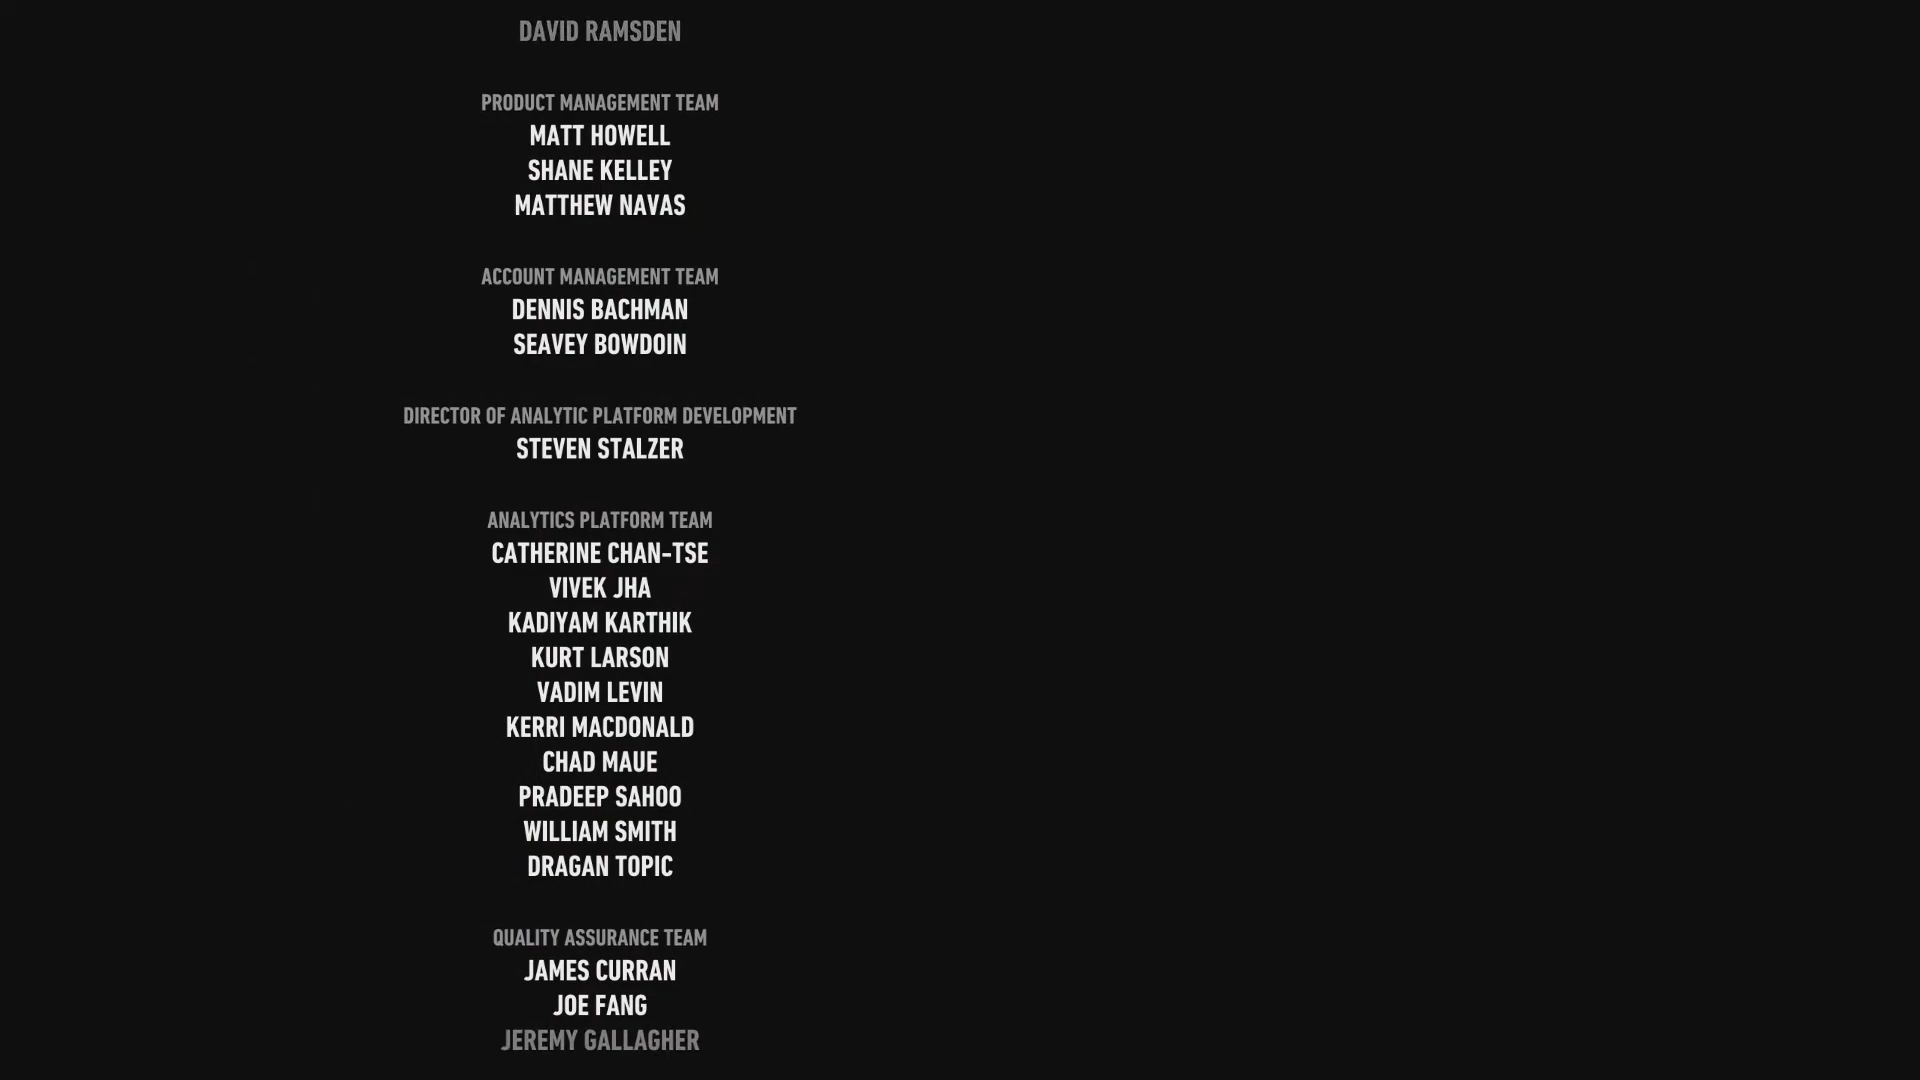 DAVID RAMSDEN
PRODUCT MANAGEMENT TEAM
MATT HOWELL
SHANE KELLEY
MATTHEW NAVAS
ACCOUNT MANAGEMENT TEAM
DENNIS BACHMAN
SEAVEY BOWDOIN
DIRECTOR OF ANALYTIC PLATFORM DEVELOPMENT
STEVEN STALZER
ANALYTICS PLATFORM TEAM
CATHERINE CHAN-TSE
VIVEK JHA
KADIYAM KARTHIK
KURT LARSON
VADIM LEVIN
KERRI MACDONALD
CHAD MAUE
PRADEEP SAHOO
WILLIAM SMITH
DRAGAN TOPIC
QUALITY ASSURANCE TEAM
JAMES CURRAN
JOE FANG
JEREMY GALLAGHER